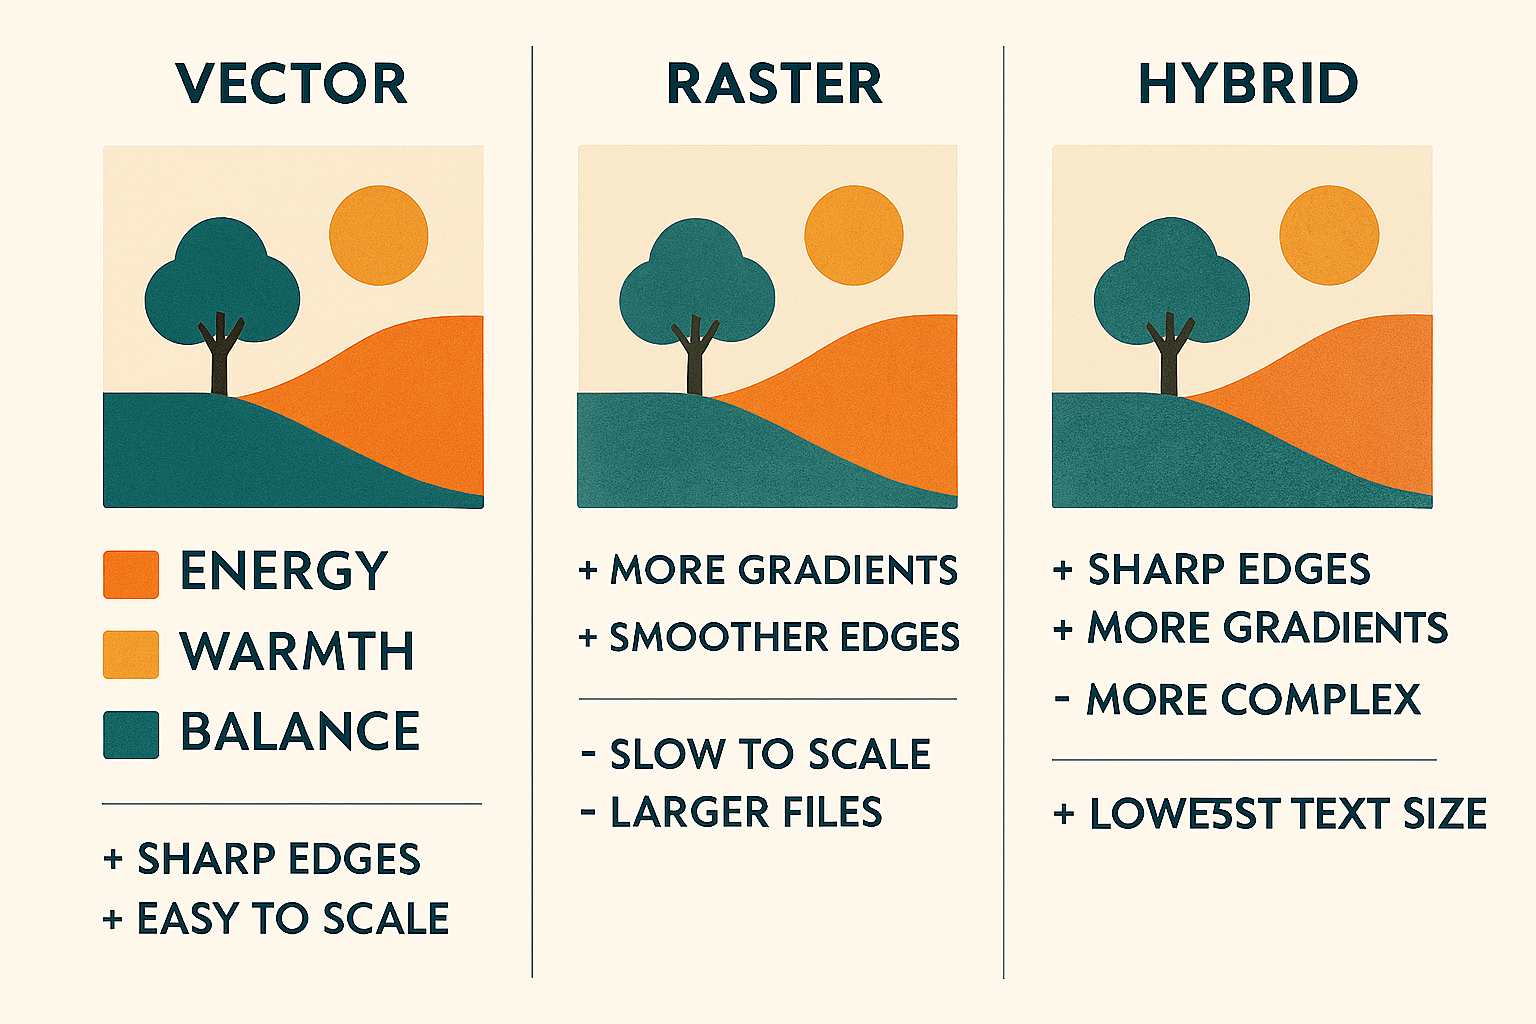 VECTOR
ENERGY
WARMTH
BALANCE
+ SHARP EDGES
+ EASY TO SCALE
RASTER
+ MORE GRADIENTS
+ SMOOTHER EDGES
- SLOW TO SCALE
- LARGER FILES
HYBRID
+ SHARP EDGES
+ MORE GRADIENTS
- MORE COMPLEX
+ LOWE5ST TEXT SIZE